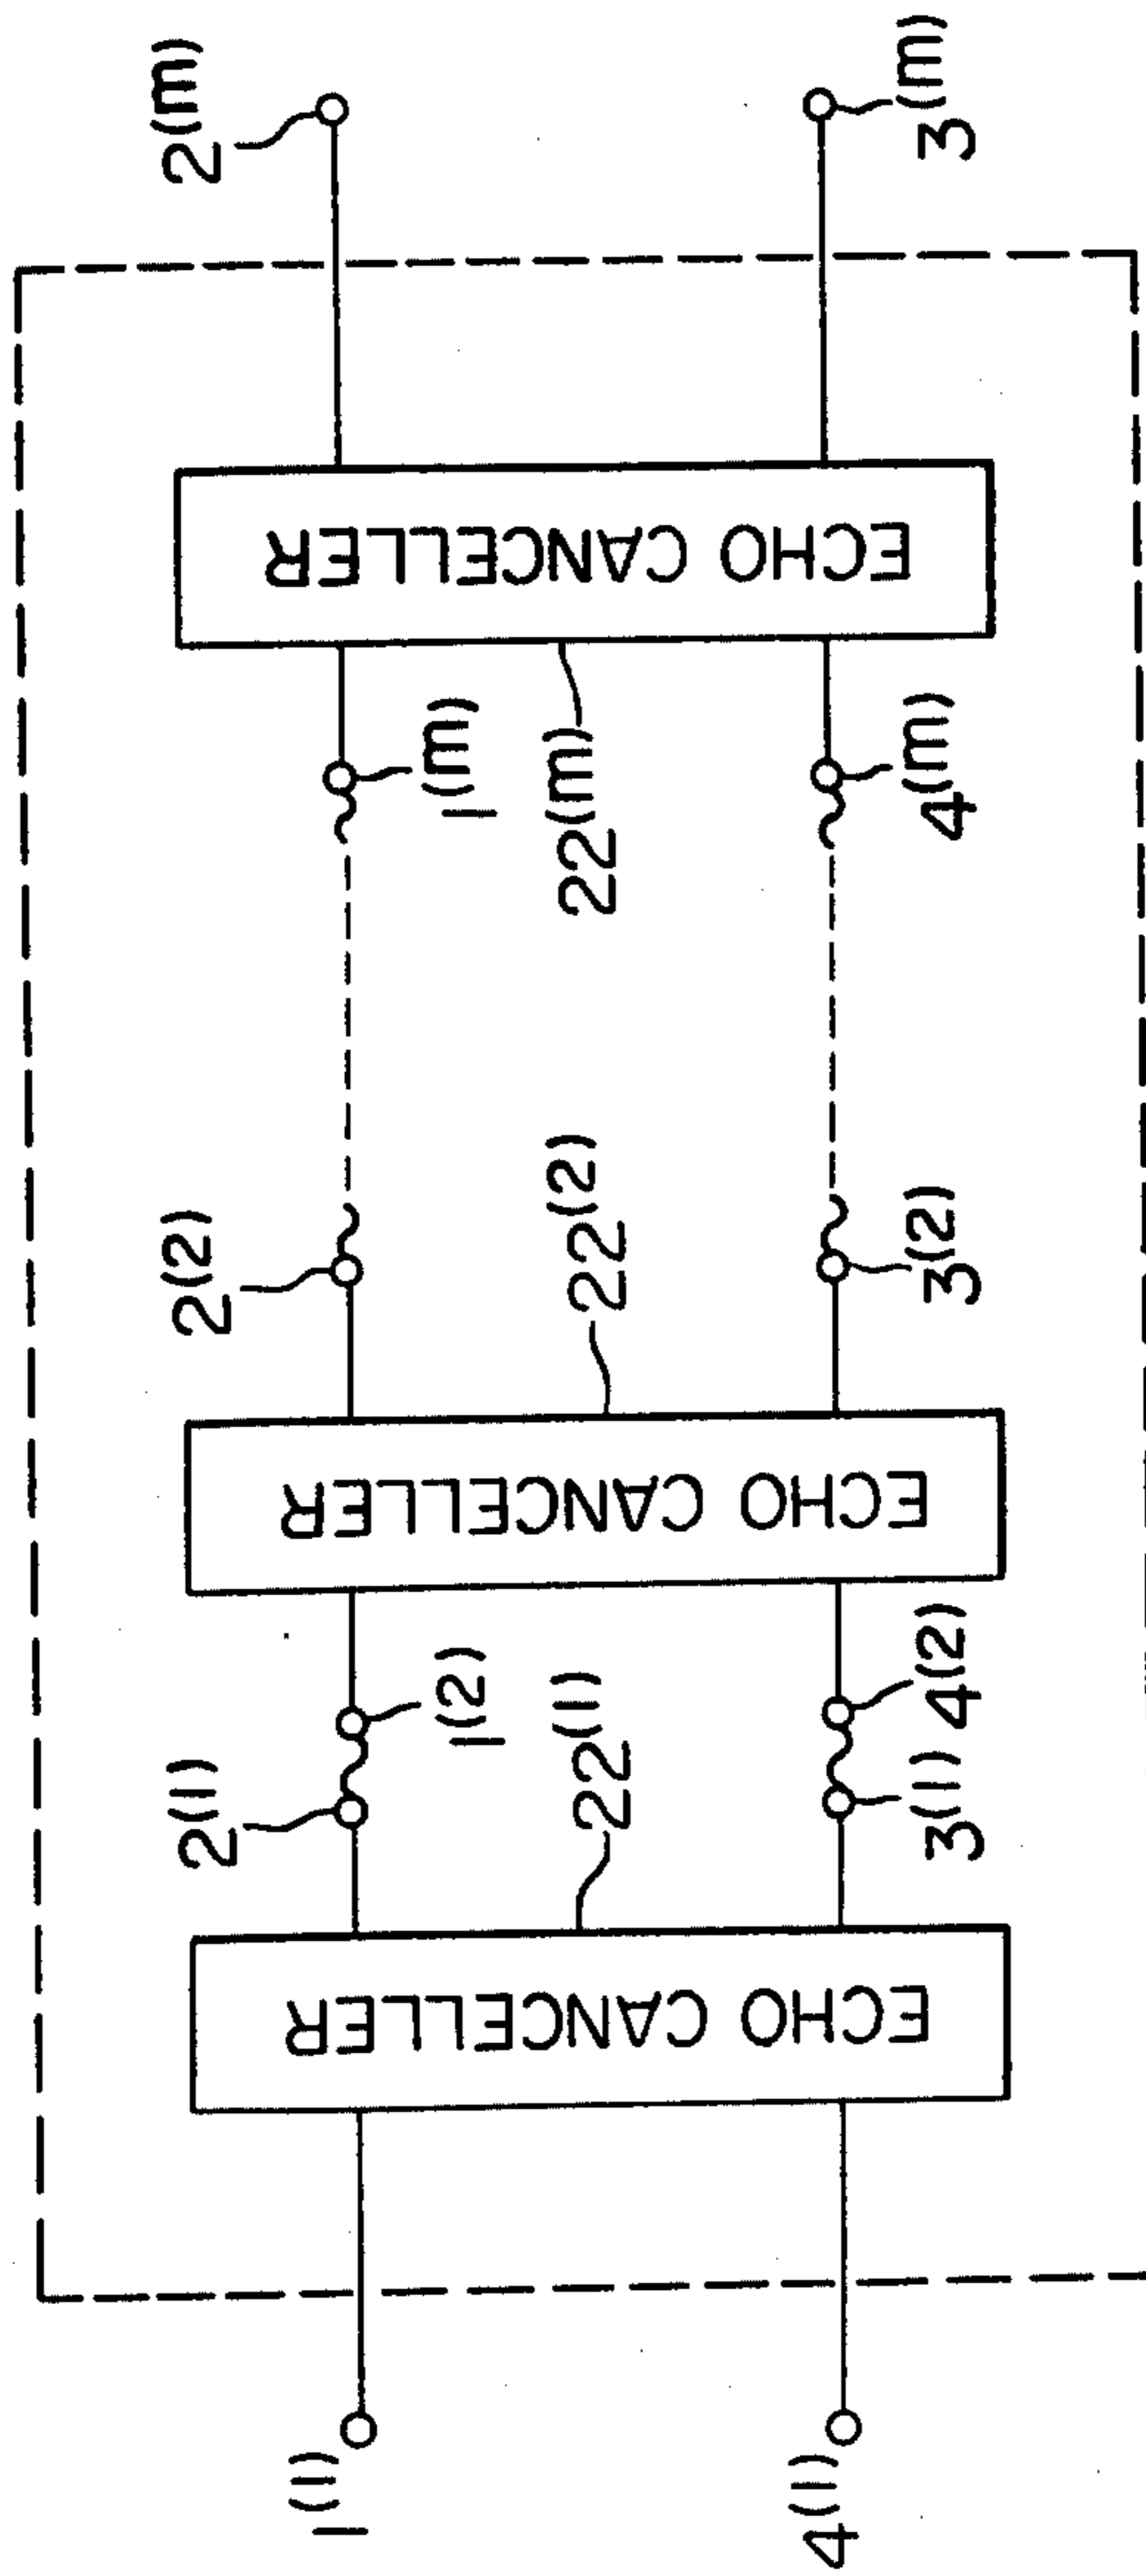 1(1)
4(1)
ECHO CANCELLER
22(1)
2(1)
3(1)
1(2)
4(2)
ECHO CANCELLER
22(2)
2(2)
3(2)
1(m)
4(m)
22(m)
ECHO CANCELLER
2(m)
3(m)